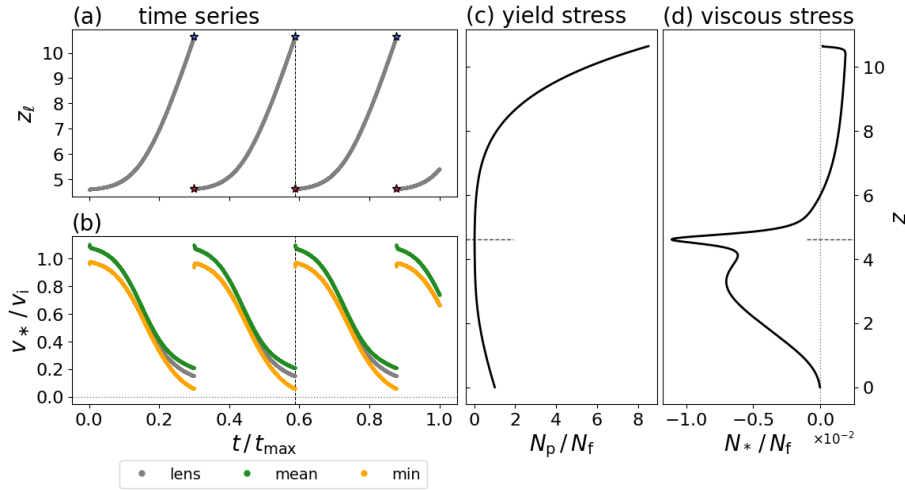 (a) time series
(c) yield stress
(d) viscous stress
10
9
8
7
6
5
z_ℓ
(b)
1.0
0.8
0.6
0.4
0.2
0.0
v_* / v_i
0.0 0.2 0.4 0.6 0.8 1.0
t / t_max
lens mean min
0 2 4 6 8
N_p / N_f
-1.0 -0.5 0.0
×10⁻²
N_* / N_f
10
8
6
4
2
0
z